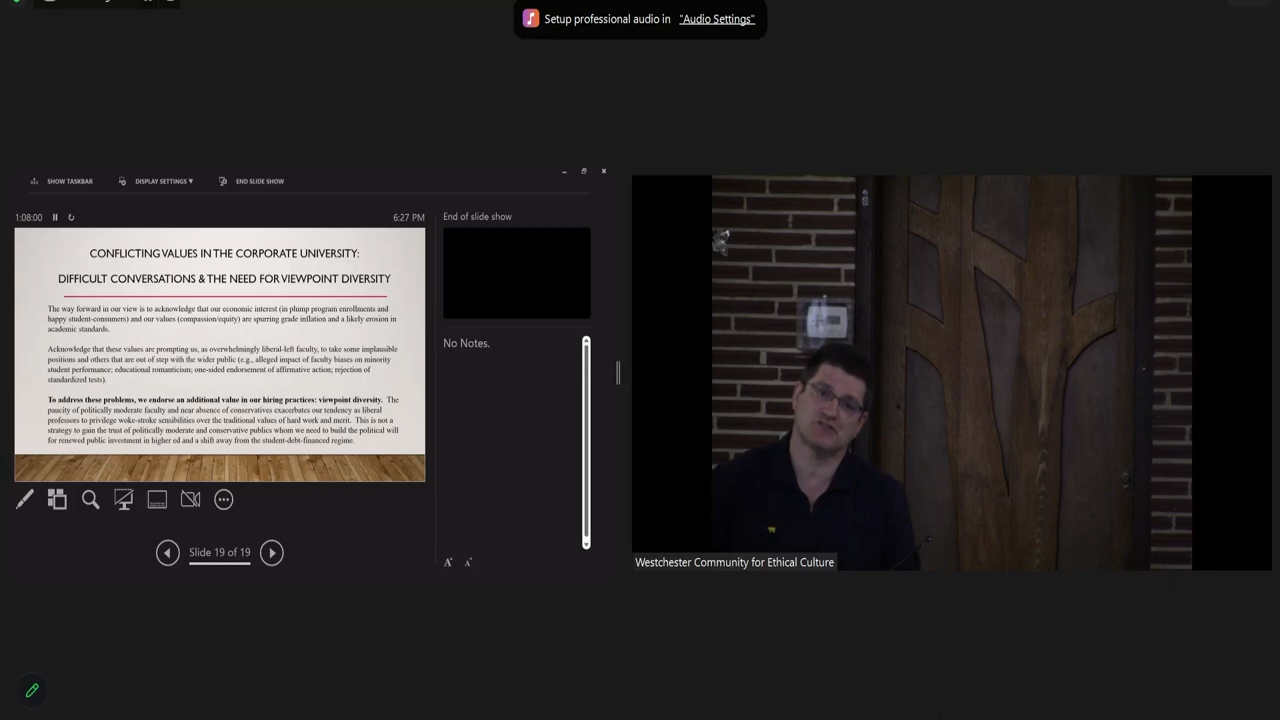 Setup professional audio in "Audio Settings"
SHOW TASKBAR
DISPLAY SETTINGS ▾
END SLIDE SHOW
1:08:00
6:27 PM
End of slide show
CONFLICTING VALUES IN THE CORPORATE UNIVERSITY:
DIFFICULT CONVERSATIONS & THE NEED FOR VIEWPOINT DIVERSITY
The way forward in our view is to acknowledge that our economic interest (in plump program enrollments and
happy student-consumers) and our values (compassion/equity) are spurring grade inflation and a likely erosion in
academic standards.
Acknowledge that these values are prompting us, as overwhelmingly liberal-left faculty, to take some implausible
positions and others that are out of step with the wider public (e.g., alleged impact of faculty biases on minority
student performance; educational romanticism; one-sided endorsement of affirmative action; rejection of
standardized tests).
To address these problems, we endorse an additional value in our hiring practices: viewpoint diversity. The
paucity of politically moderate faculty and near absence of conservatives exacerbates our tendency as liberal
professors to privilege woke-stroke sensibilities over the traditional values of hard work and merit. This is not a
strategy to gain the trust of politically moderate and conservative publics whom we need to build the political will
for renewed public investment in higher ed and a shift away from the student-debt-financed regime.
No Notes.
Slide 19 of 19
A A
Westchester Community for Ethical Culture